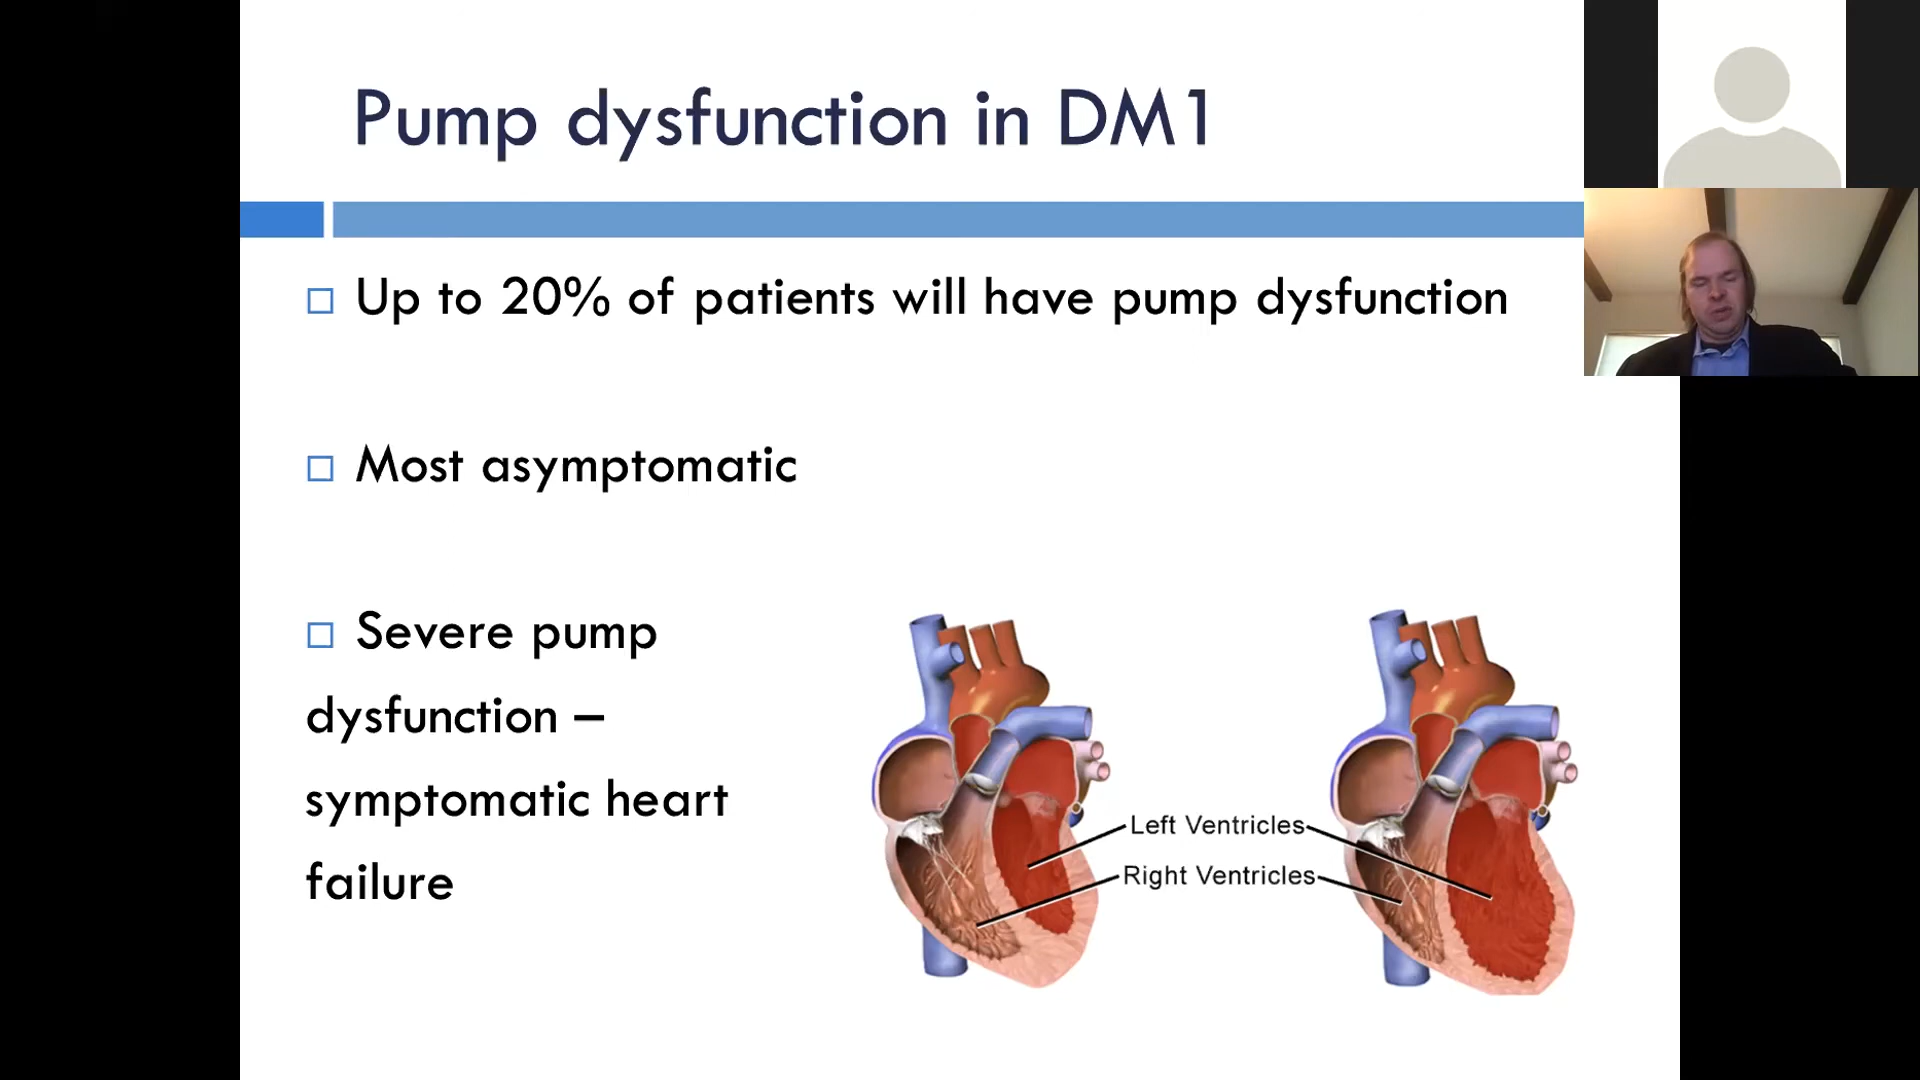 Pump dysfunction in DM1
Up to 20% of patients will have pump dysfunction
Most asymptomatic
Severe pump
dysfunction –
symptomatic heart
failure
Left Ventricles
Right Ventricles